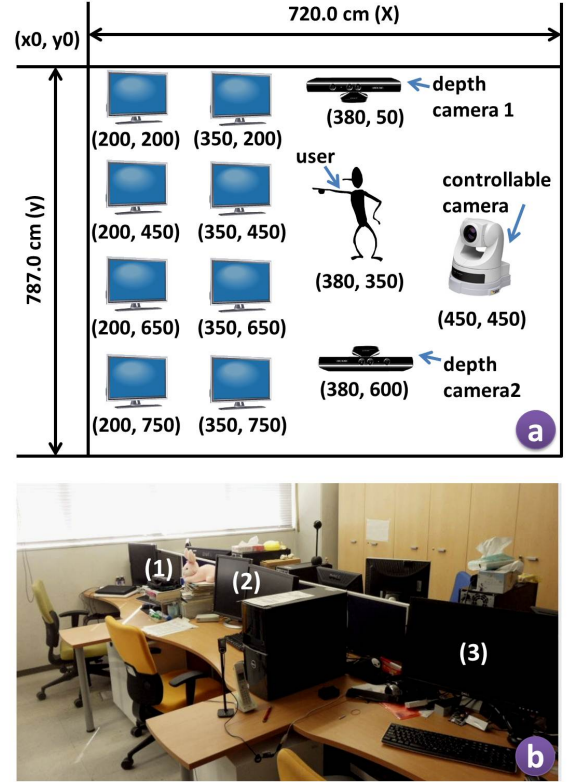 720.0 cm (X)
(x0, y0)
787.0 cm (y)
depth
camera 1
(200, 200) (350, 200)
(380, 50)
user
controllable
camera
(200, 450) (350, 450)
(380, 350)
(450, 450)
(200, 650) (350, 650)
depth
camera2
(380, 600)
(200, 750) (350, 750)
a
(1)
(2)
(3)
b